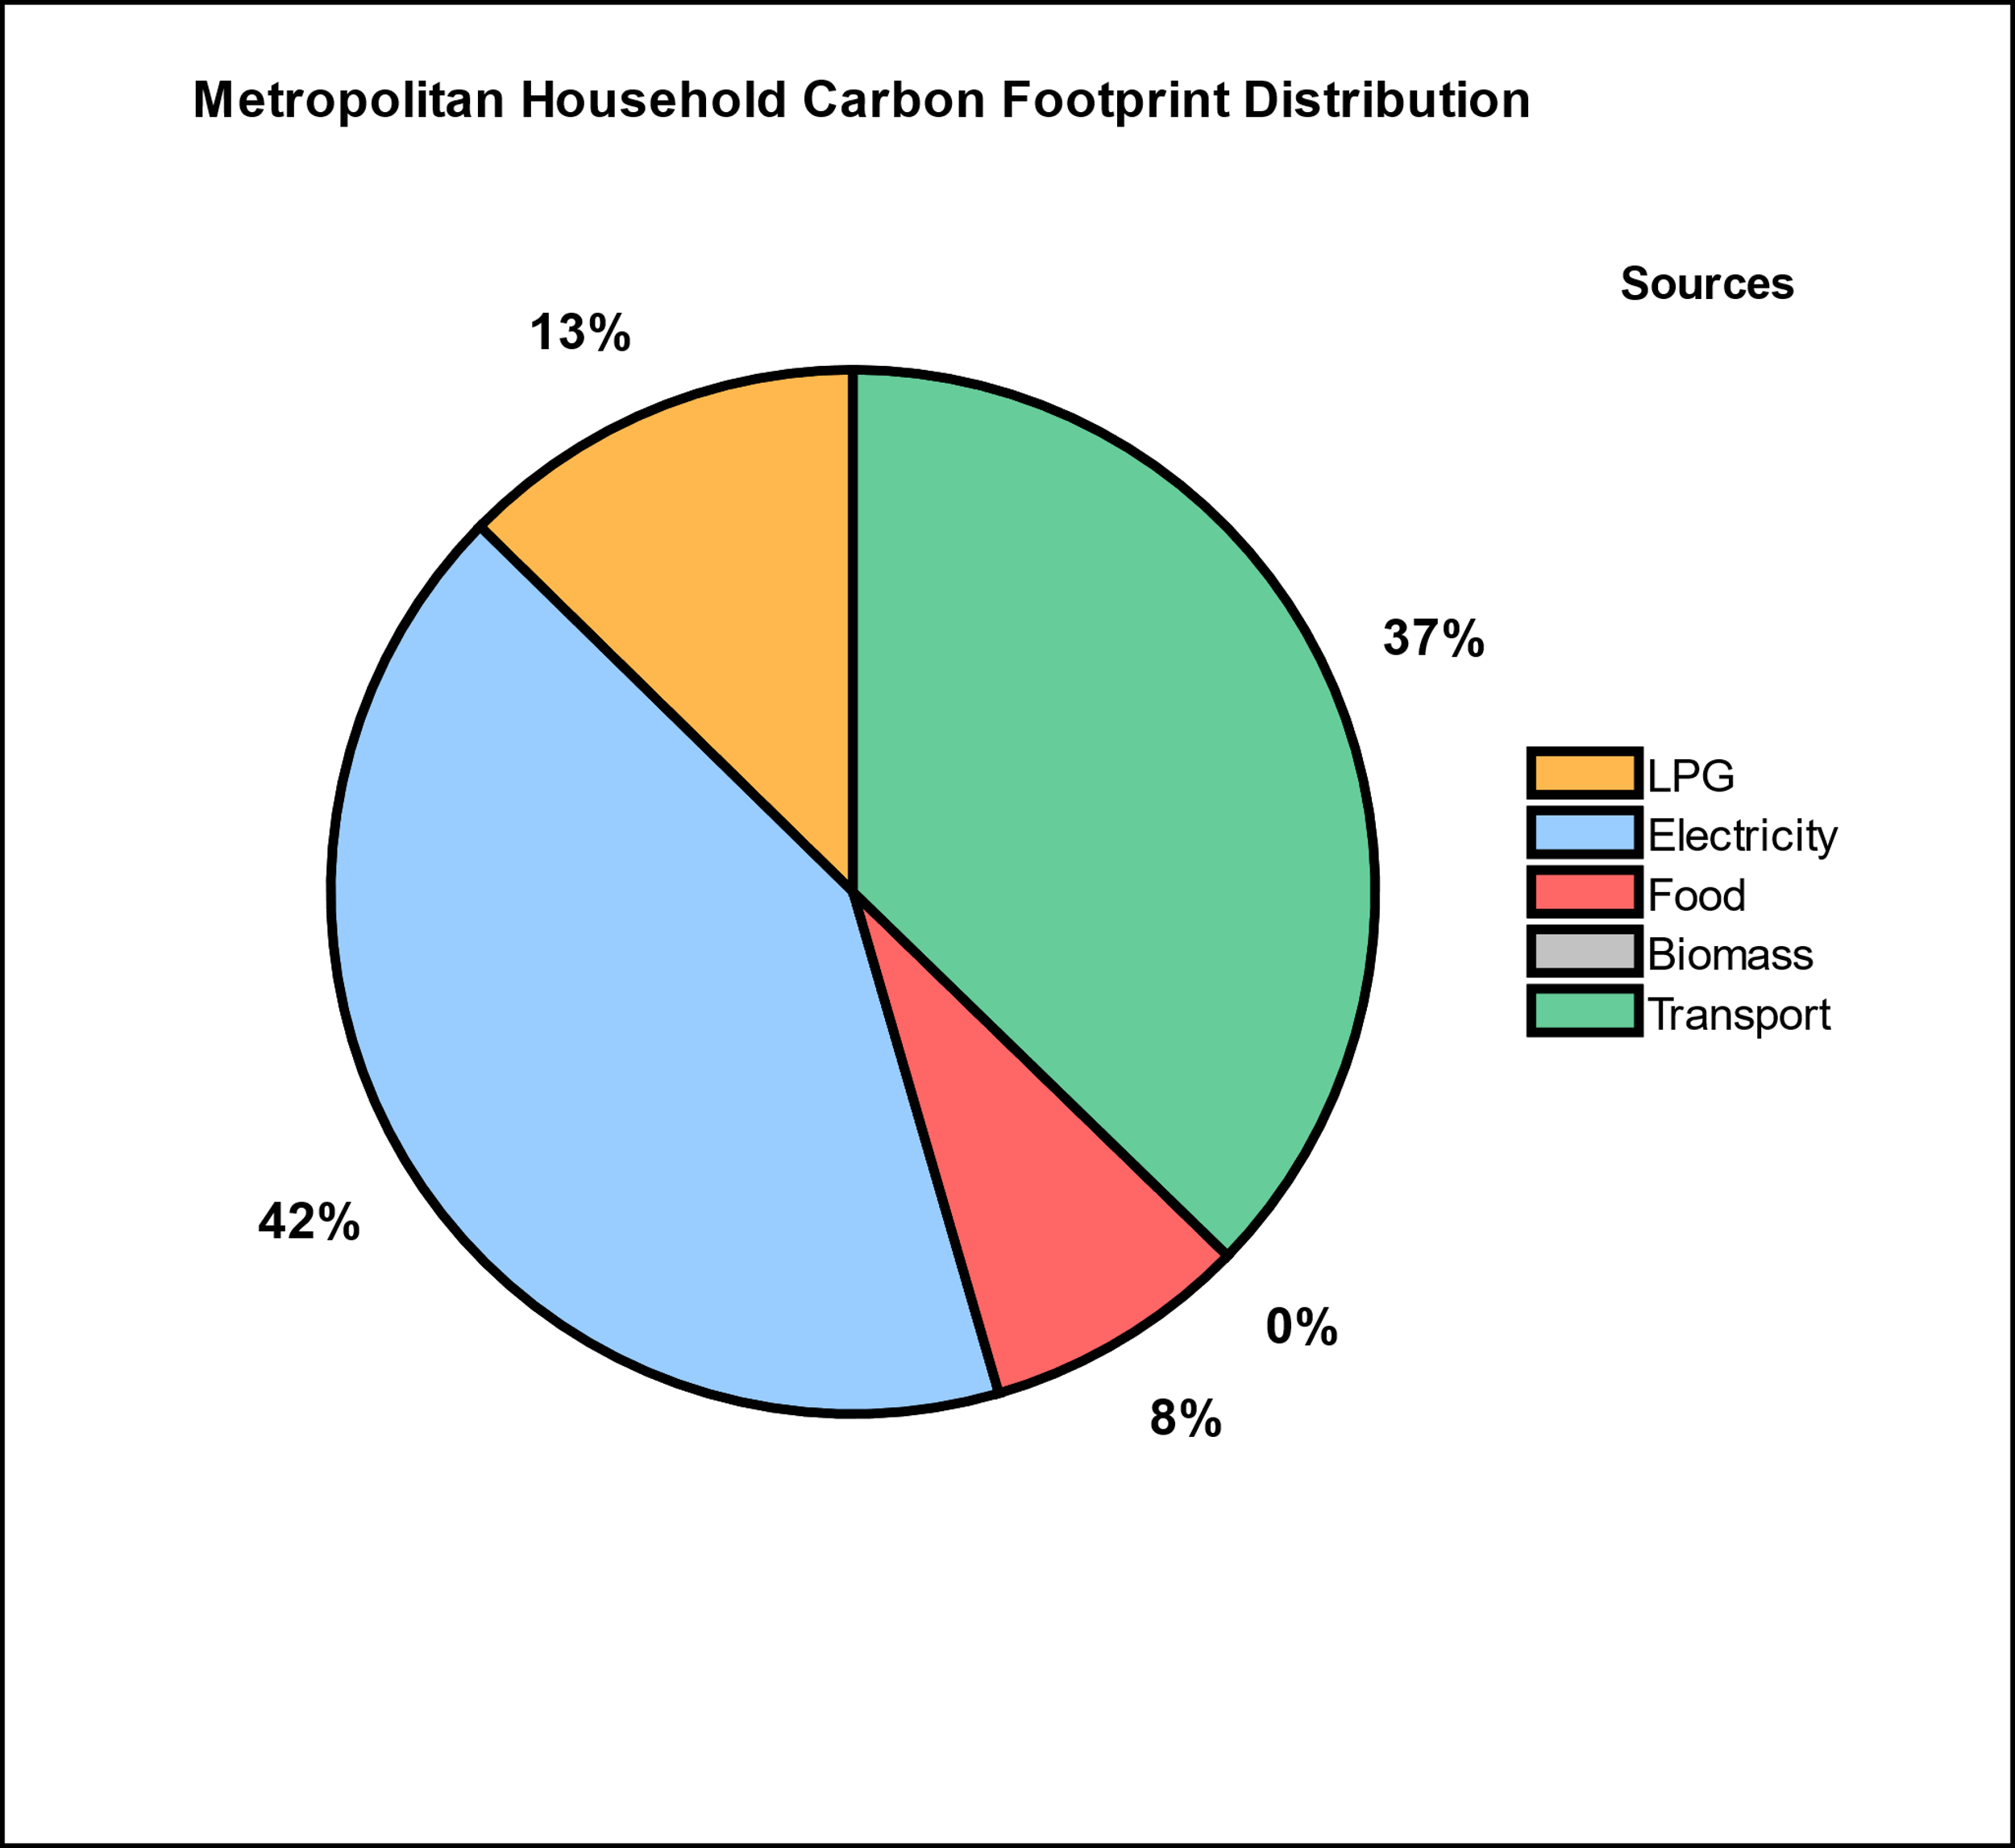 Metropolitan Household Carbon Footprint Distribution
Sources
13%
37%
LPG
Electricity
Food
Biomass
Transport
42%
0%
8%